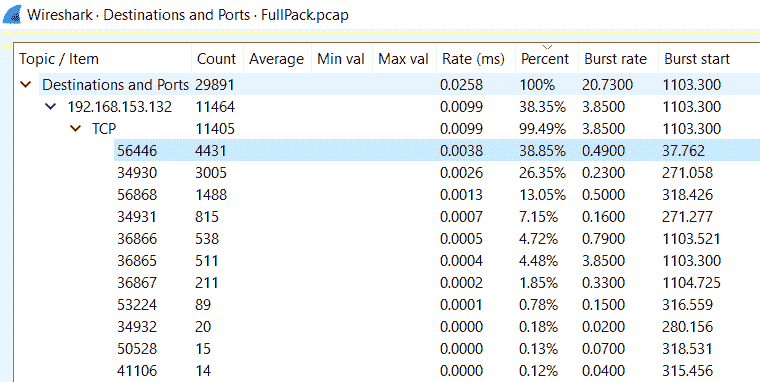 Wireshark · Destinations and Ports · FullPack.pcap
Topic / Item Count Average Min val Max val Rate (ms) Percent Burst rate Burst start
Destinations and Ports 29891 0.0258 100% 20.7300 1103.300
192.168.153.132 11464 0.0099 38.35% 3.8500 1103.300
TCP 11405 0.0099 99.49% 3.8500 1103.300
56446 4431 0.0038 38.85% 0.4900 37.762
34930 3005 0.0026 26.35% 0.2300 271.058
56868 1488 0.0013 13.05% 0.5000 318.426
34931 815 0.0007 7.15% 0.1600 271.277
36866 538 0.0005 4.72% 0.7900 1103.521
36865 511 0.0004 4.48% 3.8500 1103.300
36867 211 0.0002 1.85% 0.3300 1104.725
53224 89 0.0001 0.78% 0.1500 316.559
34932 20 0.0000 0.18% 0.0200 280.156
50528 15 0.0000 0.13% 0.0700 318.531
41106 14 0.0000 0.12% 0.0400 315.456